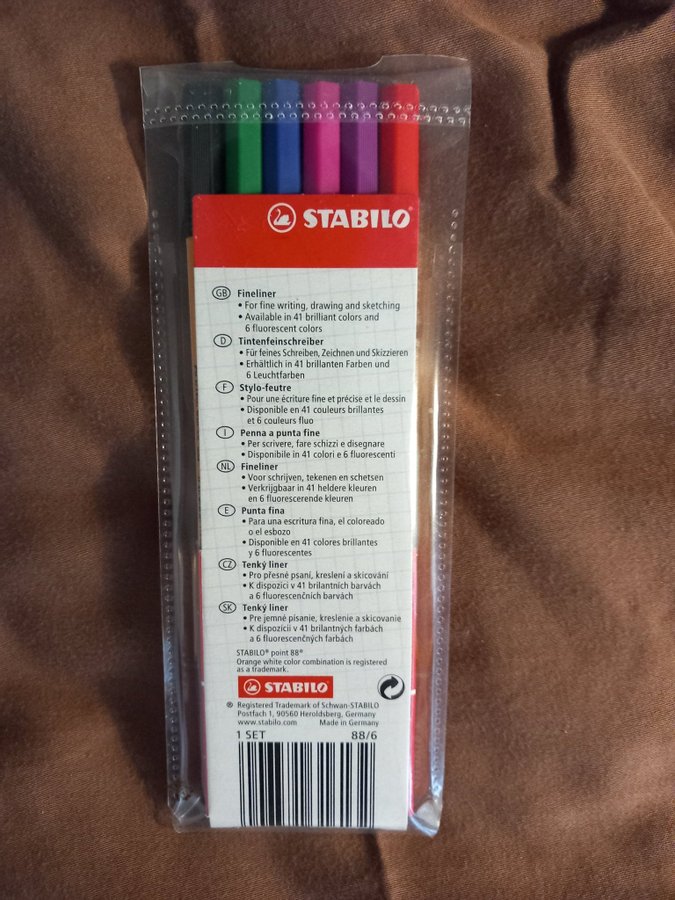 STABILO®
GB Fineliner
• For fine writing, drawing and sketching
• Available in 41 brilliant colors and
6 fluorescent colors
D Tintenfeinschreiber
• Für feines Schreiben, Zeichnen und Skizzieren
• Erhältlich in 41 brillanten Farben und
6 Leuchtfarben
F Stylo-feutre
• Pour une écriture fine et précise et le dessin
• Disponible en 41 couleurs brillantes
et 6 couleurs fluo
I Penna a punta fine
• Per scrivere, fare schizzi e disegnare
• Disponibile in 41 colori e 6 fluorescenti
NL Fineliner
• Voor schrijven, tekenen en schetsen
• Verkrijgbaar in 41 heldere kleuren
en 6 fluorescerende kleuren
E Punta fina
• Para una escritura fina, el coloreado
o el esbozo
• Disponible en 41 colores brillantes
y 6 fluorescentes
CZ Tenký liner
• Pro přesné psaní, kreslení a skicování
• K dispozici v 41 brilantních barvách
a 6 fluorescenčních barvách
SK Tenký liner
• Pre jemné písanie, kreslenie a skicovanie
• K dispozícii v 41 brilantných farbách
a 6 fluorescenčných farbách
STABILO® point 88®
Orange white color combination is registered
as a trademark.
STABILO
® Registered Trademark of Schwan-STABILO
Postfach 1, 90560 Heroldsberg, Germany
www.stabilo.com Made in Germany
1 SET 88/6